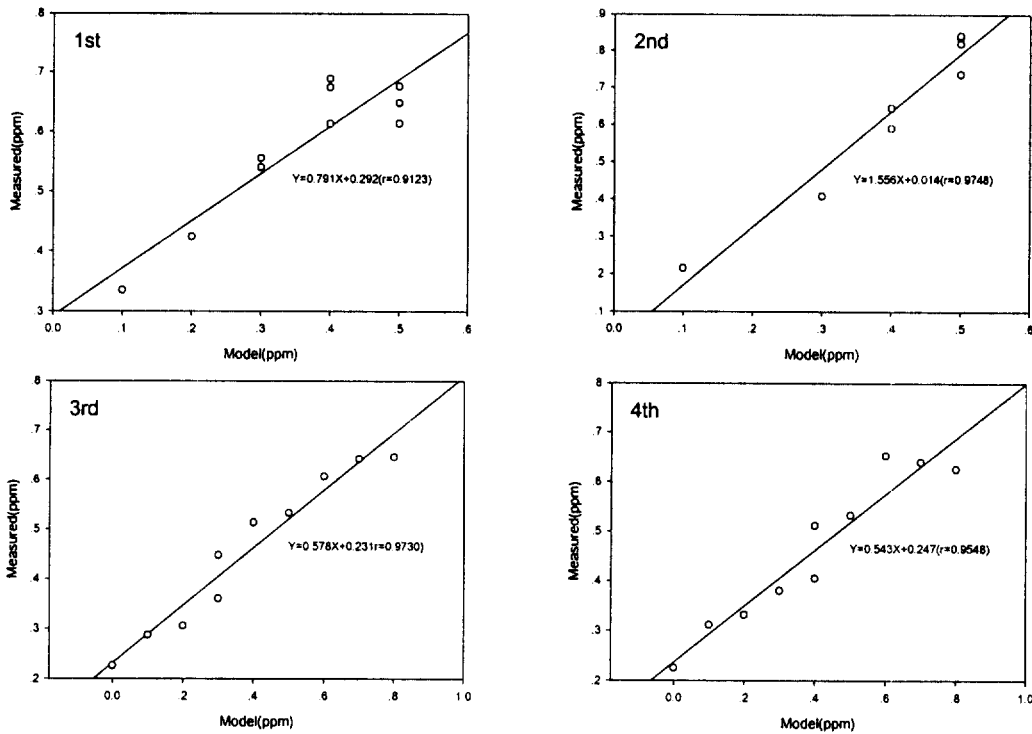 1st
.8
.7
.6
.5
.4
.3
Measured(ppm)
Y=0.791X+0.292(r=0.9123)
0.0 .1 .2 .3 .4 .5 .6
Model(ppm)
2nd
.9
.8
.7
.6
.5
.4
.3
.2
.1
Measured(ppm)
Y=1.556X+0.014(r=0.9748)
0.0 .1 .2 .3 .4 .5 .6
Model(ppm)
3rd
.8
.7
.6
.5
.4
.3
.2
Measured(ppm)
Y=0.578X+0.231r=0.9730)
0.0 .2 .4 .6 .8 1.0
Model(ppm)
4th
.8
.7
.6
.5
.4
.3
.2
Measured(ppm)
Y=0.543X+0.247(r=0.9548)
0.0 .2 .4 .6 .8 1.0
Model(ppm)